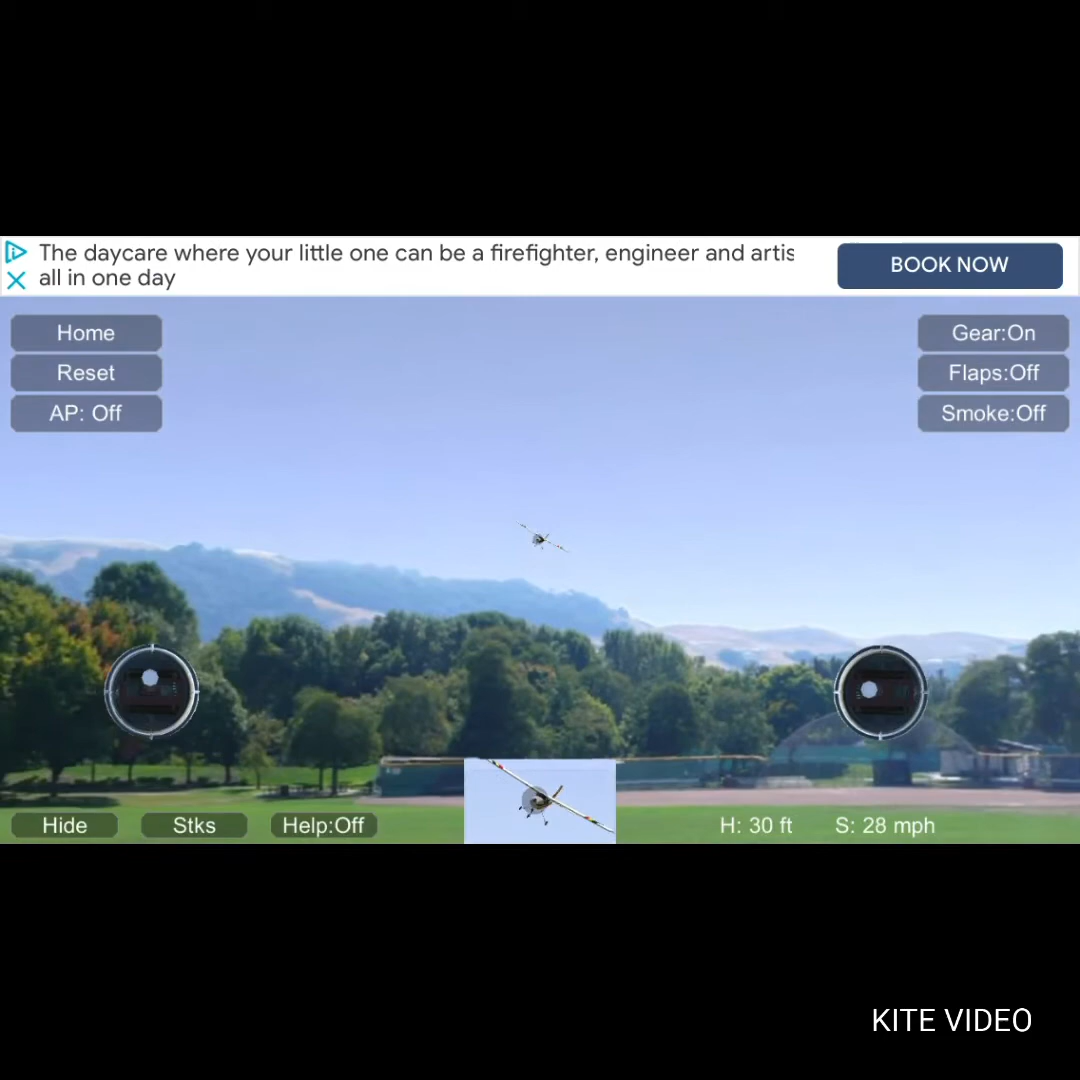 The daycare where your little one can be a firefighter, engineer and artis
all in one day
BOOK NOW
Home
Reset
AP: Off
Gear:On
Flaps:Off
Smoke:Off
Hide
Stks
Help:Off
H: 30 ft
S: 28 mph
KITE VIDEO